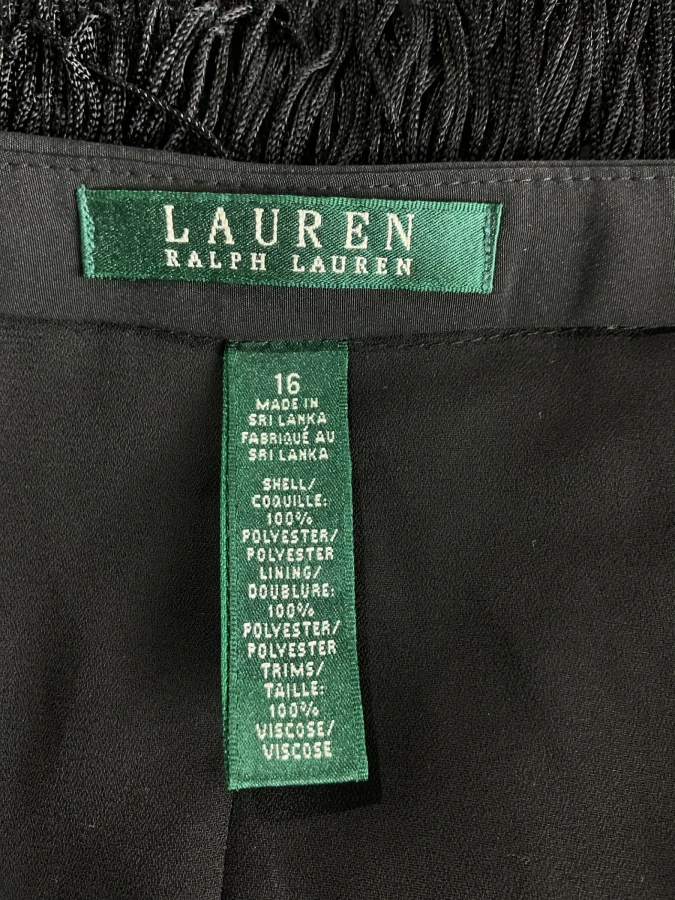 LAUREN
RALPH LAUREN
16
MADE IN
SRI LANKA
FABRIQUÉ AU
SRI LANKA
SHELL/
COQUILLE:
100%
POLYESTER/
POLYESTER
LINING/
DOUBLURE:
100%
POLYESTER/
POLYESTER
TRIMS/
TAILLE:
100%
VISCOSE/
VISCOSE